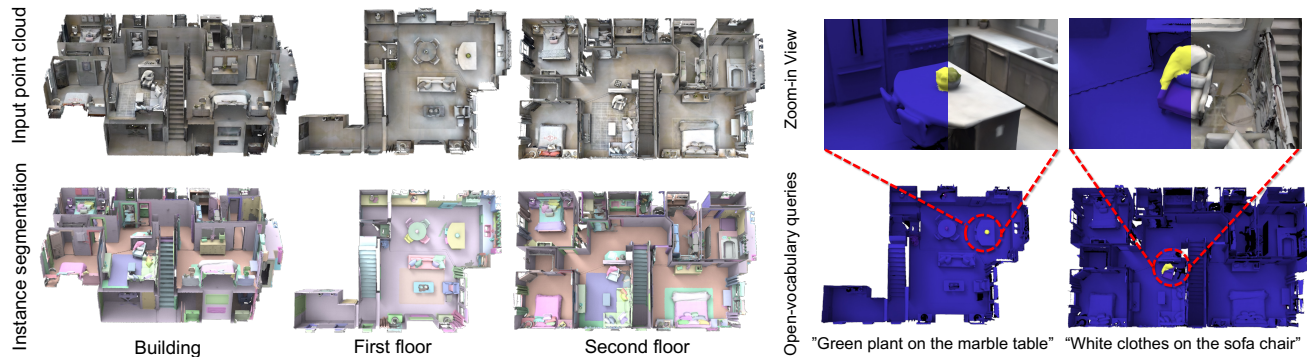 Input point cloud
Zoom-in View
Instance segmentation
Open-vocabulary queries
Building
First floor
Second floor
”Green plant on the marble table”
“White clothes on the sofa chair”